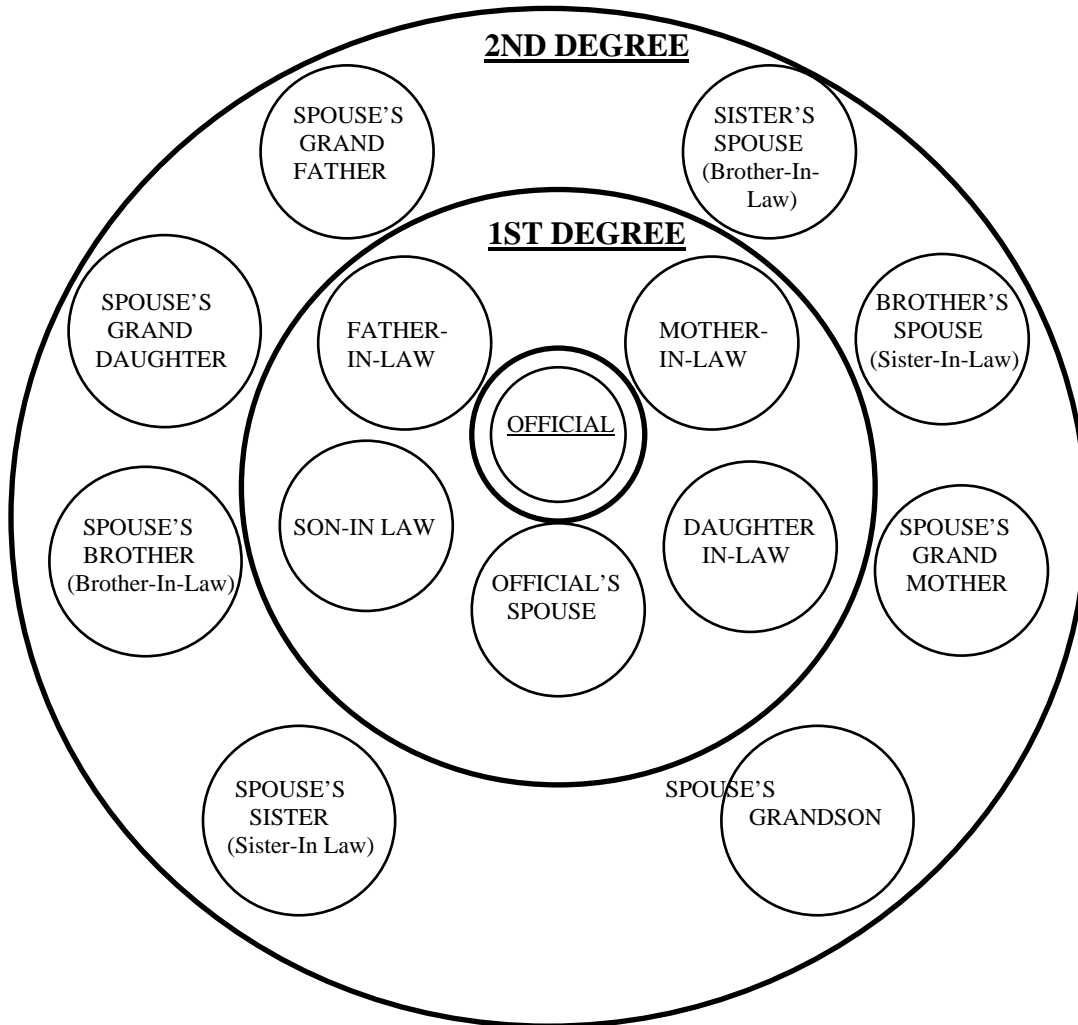 2ND DEGREE
SPOUSE’S
GRAND
FATHER
SISTER’S
SPOUSE
(Brother-In-
Law)
1ST DEGREE
SPOUSE’S
GRAND
DAUGHTER
FATHER-
IN-LAW
MOTHER-
IN-LAW
BROTHER’S
SPOUSE
(Sister-In-Law)
OFFICIAL
SPOUSE’S
BROTHER
(Brother-In-Law)
SON-IN LAW
OFFICIAL’S
SPOUSE
DAUGHTER
IN-LAW
SPOUSE’S
GRAND
MOTHER
SPOUSE’S
SISTER
(Sister-In Law)
SPOUSE’S
GRANDSON